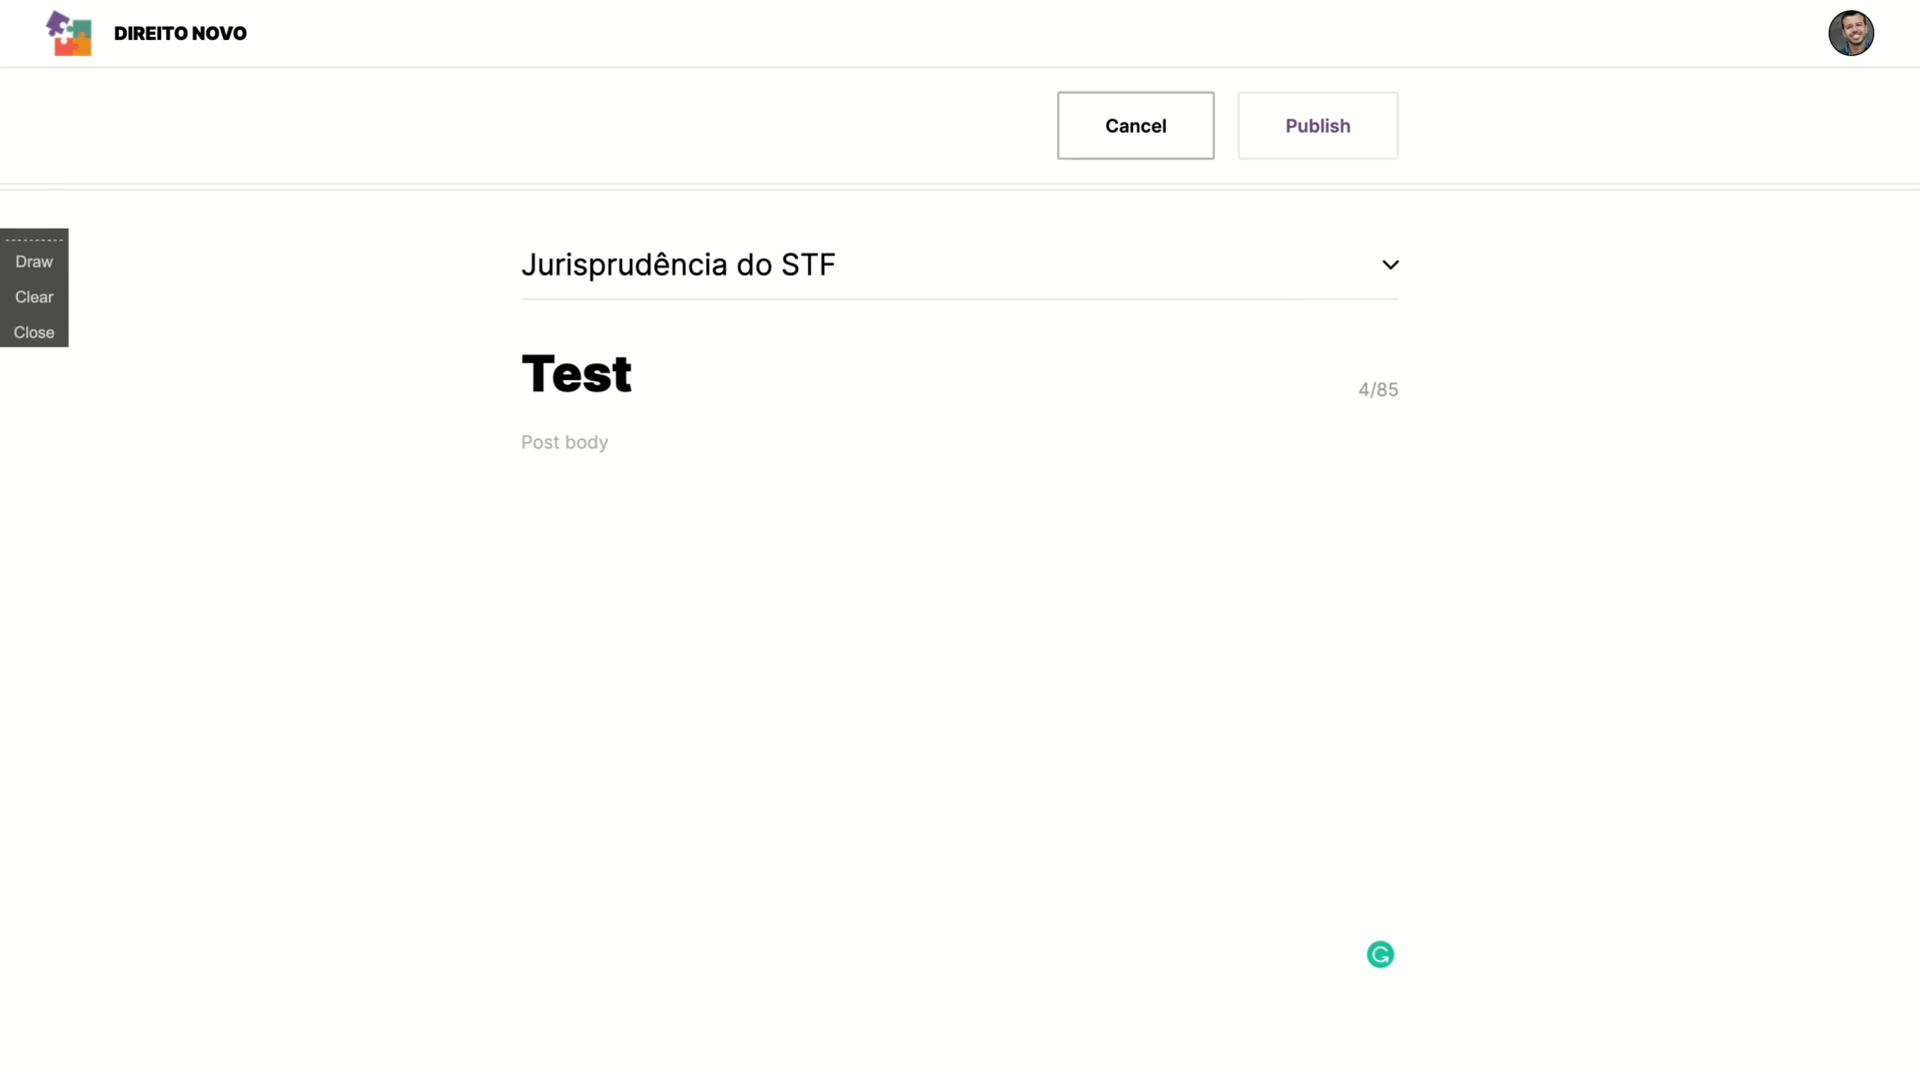 DIREITO NOVO
Cancel
Publish
Draw
Clear
Close
Jurisprudência do STF
Test
4/85
Post body